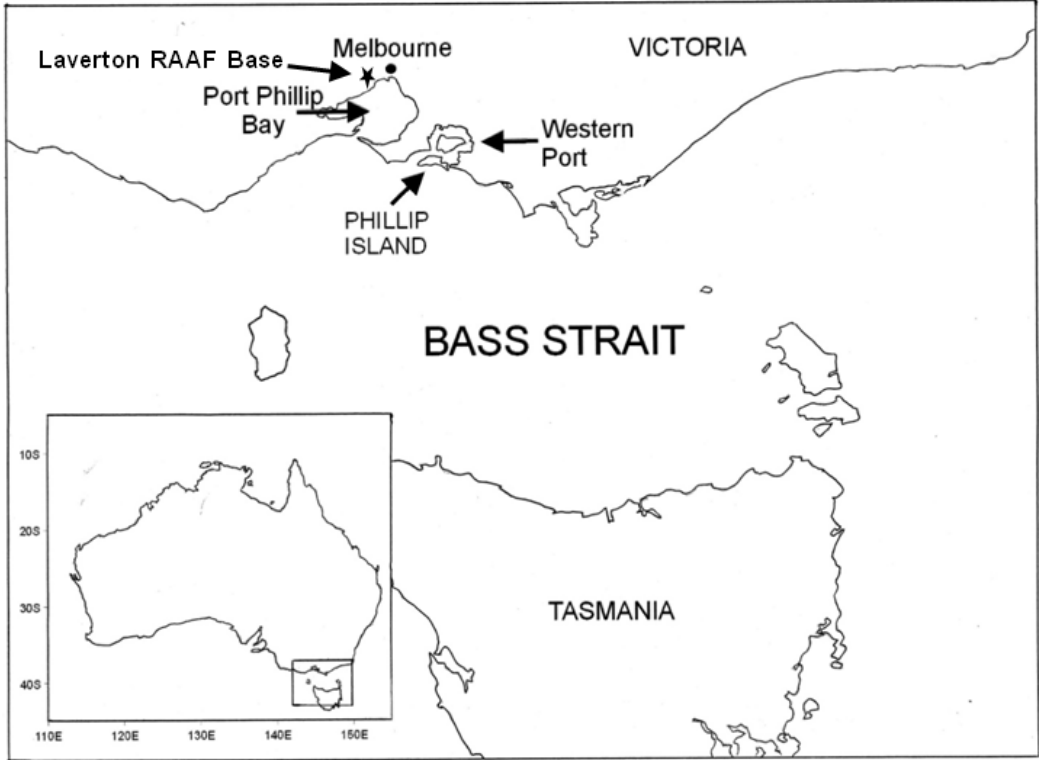 Melbourne
VICTORIA
Laverton RAAF Base
Port Phillip
Bay
Western
Port
PHILLIP
ISLAND
BASS STRAIT
TASMANIA
10S
20S
30S
40S
110E
120E
130E
140E
150E